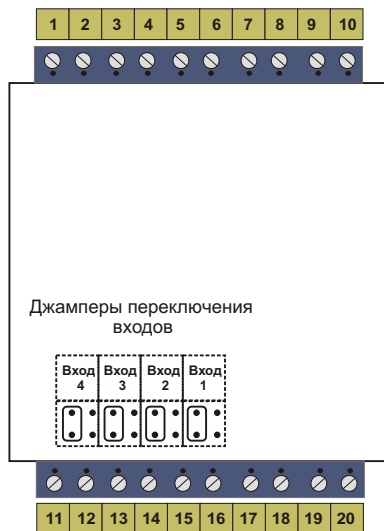 1 2 3 4 5 6 7 8 9 10
Джамперы переключения
входов
Вход Вход Вход Вход
4 3 2 1
11 12 13 14 15 16 17 18 19 20